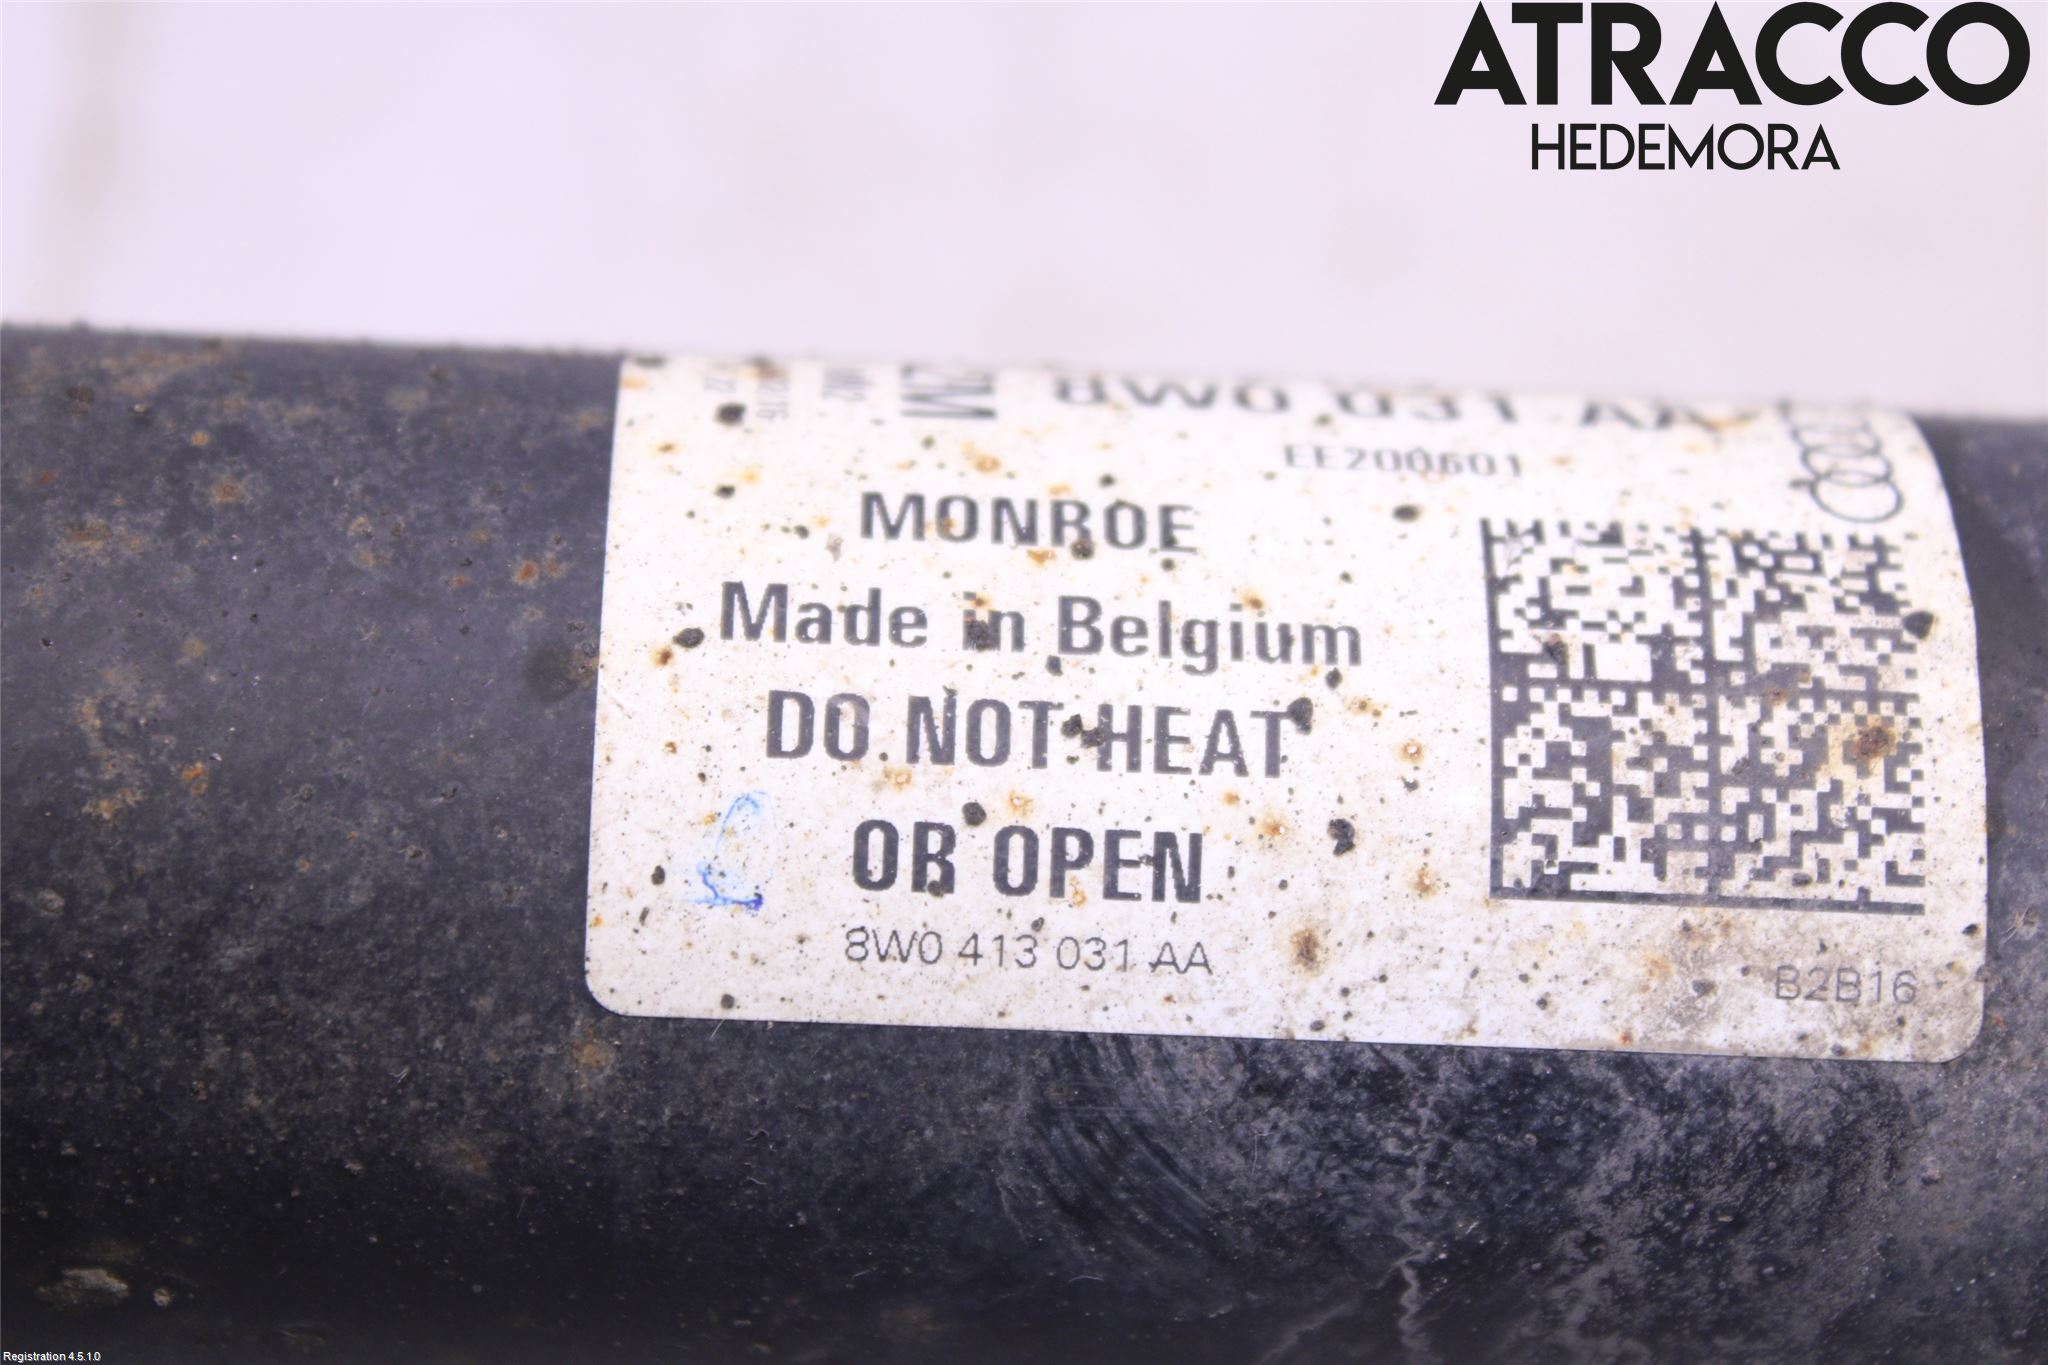 ATRACCO
HEDEMORA
8W0 031 AA
EE200601
MONROE
Made in Belgium
DO NOT HEAT
OR OPEN
8W0 413 031 AA
B2B16
Registration 4.5.1.0